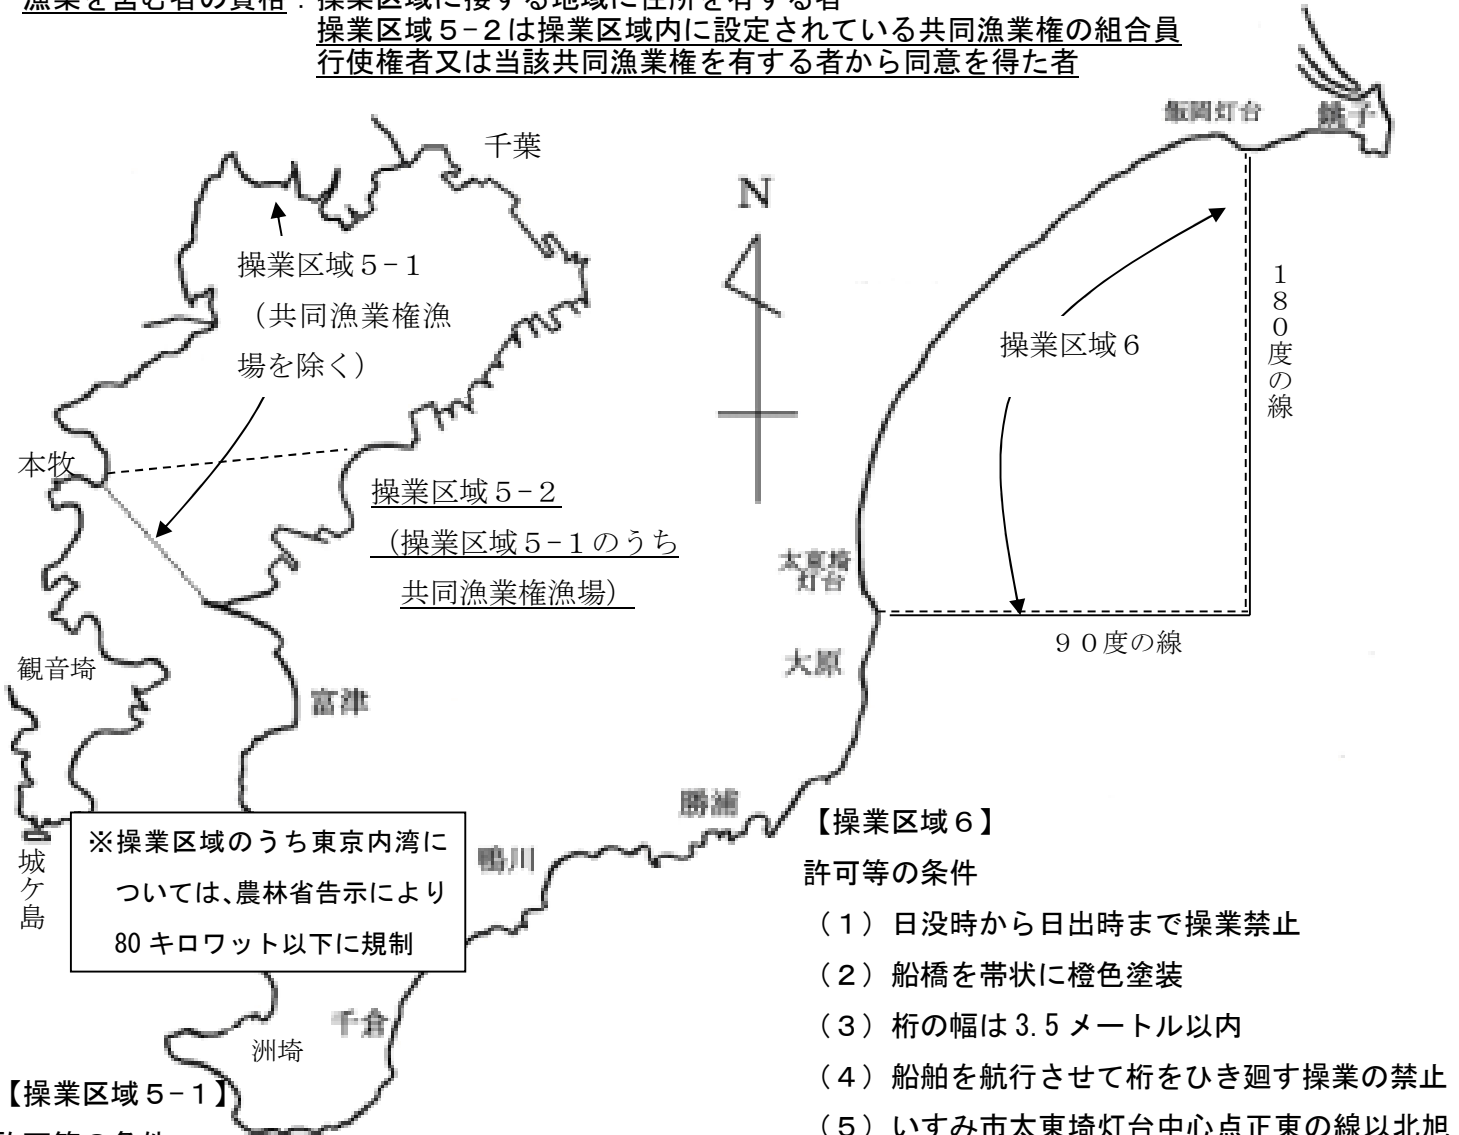 漁業を営む者の資格：操業区域に接する地域に住所を有する者
操業区域５-２は操業区域内に設定されている共同漁業権の組合員
行使権者又は当該共同漁業権を有する者から同意を得た者
飯岡灯台
銚子
千葉
N
操業区域５-１
（共同漁業権漁
場を除く）
180度の線
操業区域６
本牧
操業区域５-２
（操業区域５-１のうち
共同漁業権漁場）
太東埼
灯台
９０度の線
大原
観音埼
富津
勝浦
鴨川
城ケ島
※操業区域のうち東京内湾に
ついては、農林省告示により
80キロワット以下に規制
千倉
洲埼
【操業区域５-１】
【操業区域６】
許可等の条件
（１）日没時から日出時まで操業禁止
（２）船橋を帯状に橙色塗装
（３）桁の幅は3.5メートル以内
（４）船舶を航行させて桁をひき廻す操業の禁止
（５）いすみ市太東埼灯台中心点正東の線以北旭